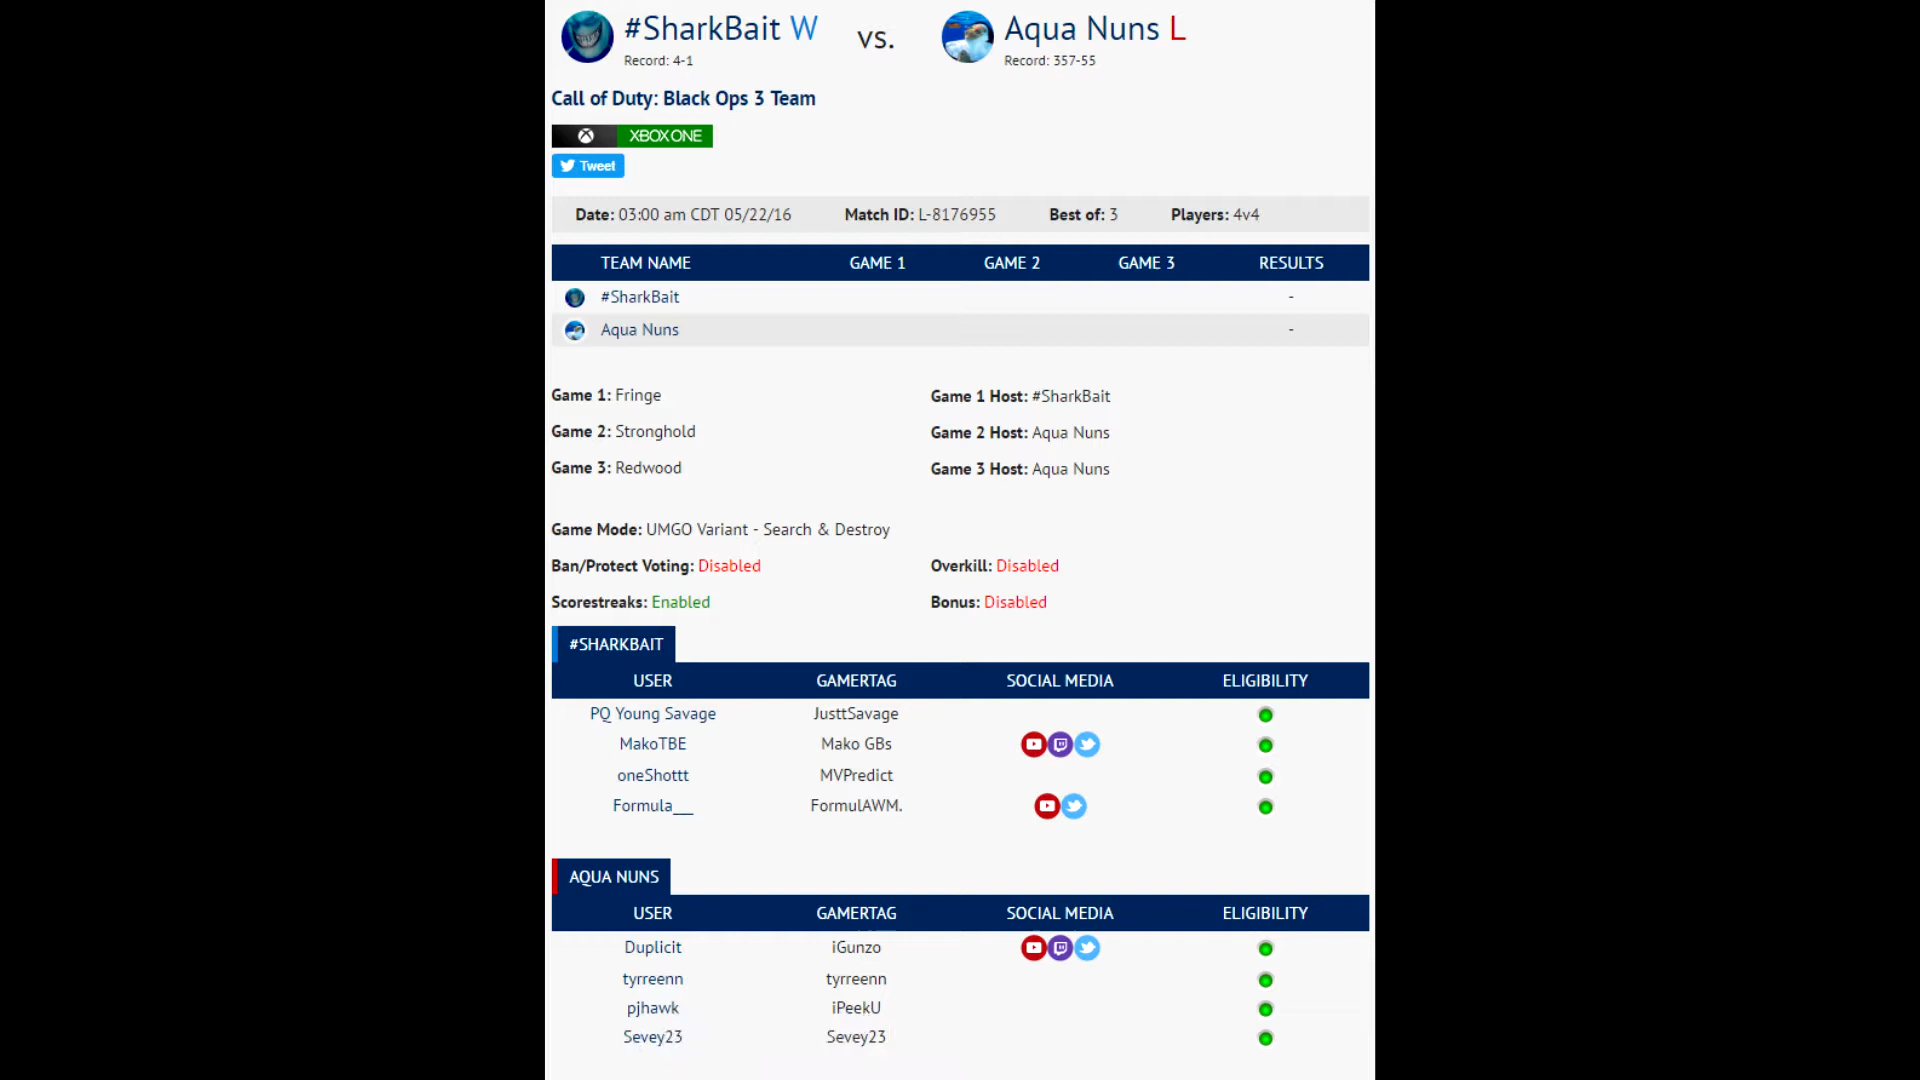 #SharkBait W vs. Aqua Nuns L
Record: 4-1 Record: 357-55
Call of Duty: Black Ops 3 Team
XBOX ONE
Tweet
Date: 03:00 am CDT 05/22/16 Match ID: L-8176955 Best of: 3 Players: 4v4
TEAM NAME GAME 1 GAME 2 GAME 3 RESULTS
#SharkBait -
Aqua Nuns -
Game 1: Fringe Game 1 Host: #SharkBait
Game 2: Stronghold Game 2 Host: Aqua Nuns
Game 3: Redwood Game 3 Host: Aqua Nuns
Game Mode: UMGO Variant - Search & Destroy
Ban/Protect Voting: Disabled Overkill: Disabled
Scorestreaks: Enabled Bonus: Disabled
#SHARKBAIT
USER GAMERTAG SOCIAL MEDIA ELIGIBILITY
PQ Young Savage JusttSavage
MakoTBE Mako GBs
oneShottt MVPredict
Formula___ FormulAWM.
AQUA NUNS
USER GAMERTAG SOCIAL MEDIA ELIGIBILITY
Duplicit iGunzo
tyrreenn tyrreenn
pjhawk iPeekU
Sevey23 Sevey23